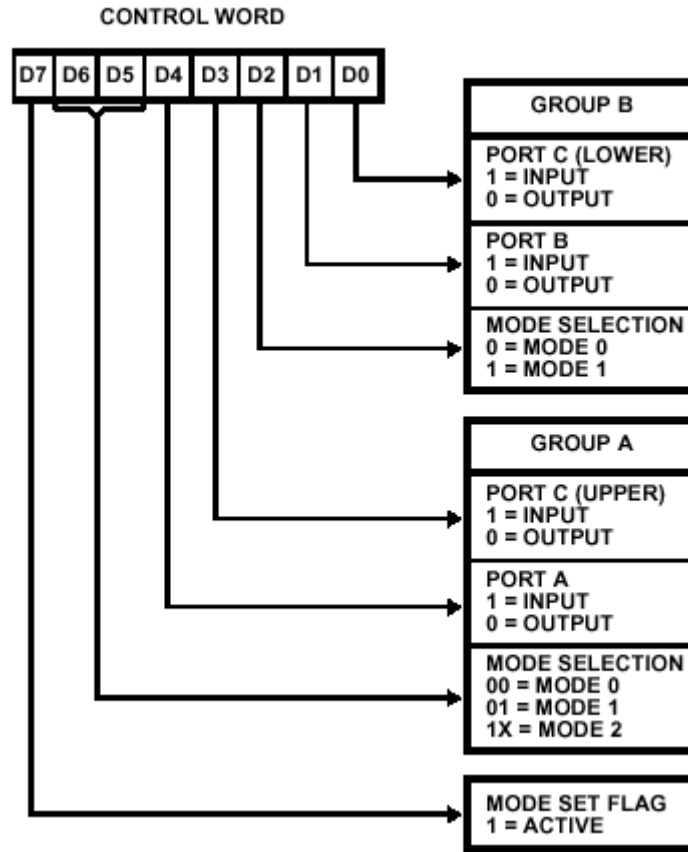 CONTROL WORD
D7 D6 D5 D4 D3 D2 D1 D0
GROUP B
PORT C (LOWER)
1 = INPUT
0 = OUTPUT
PORT B
1 = INPUT
0 = OUTPUT
MODE SELECTION
0 = MODE 0
1 = MODE 1
GROUP A
PORT C (UPPER)
1 = INPUT
0 = OUTPUT
PORT A
1 = INPUT
0 = OUTPUT
MODE SELECTION
00 = MODE 0
01 = MODE 1
1X = MODE 2
MODE SET FLAG
1 = ACTIVE